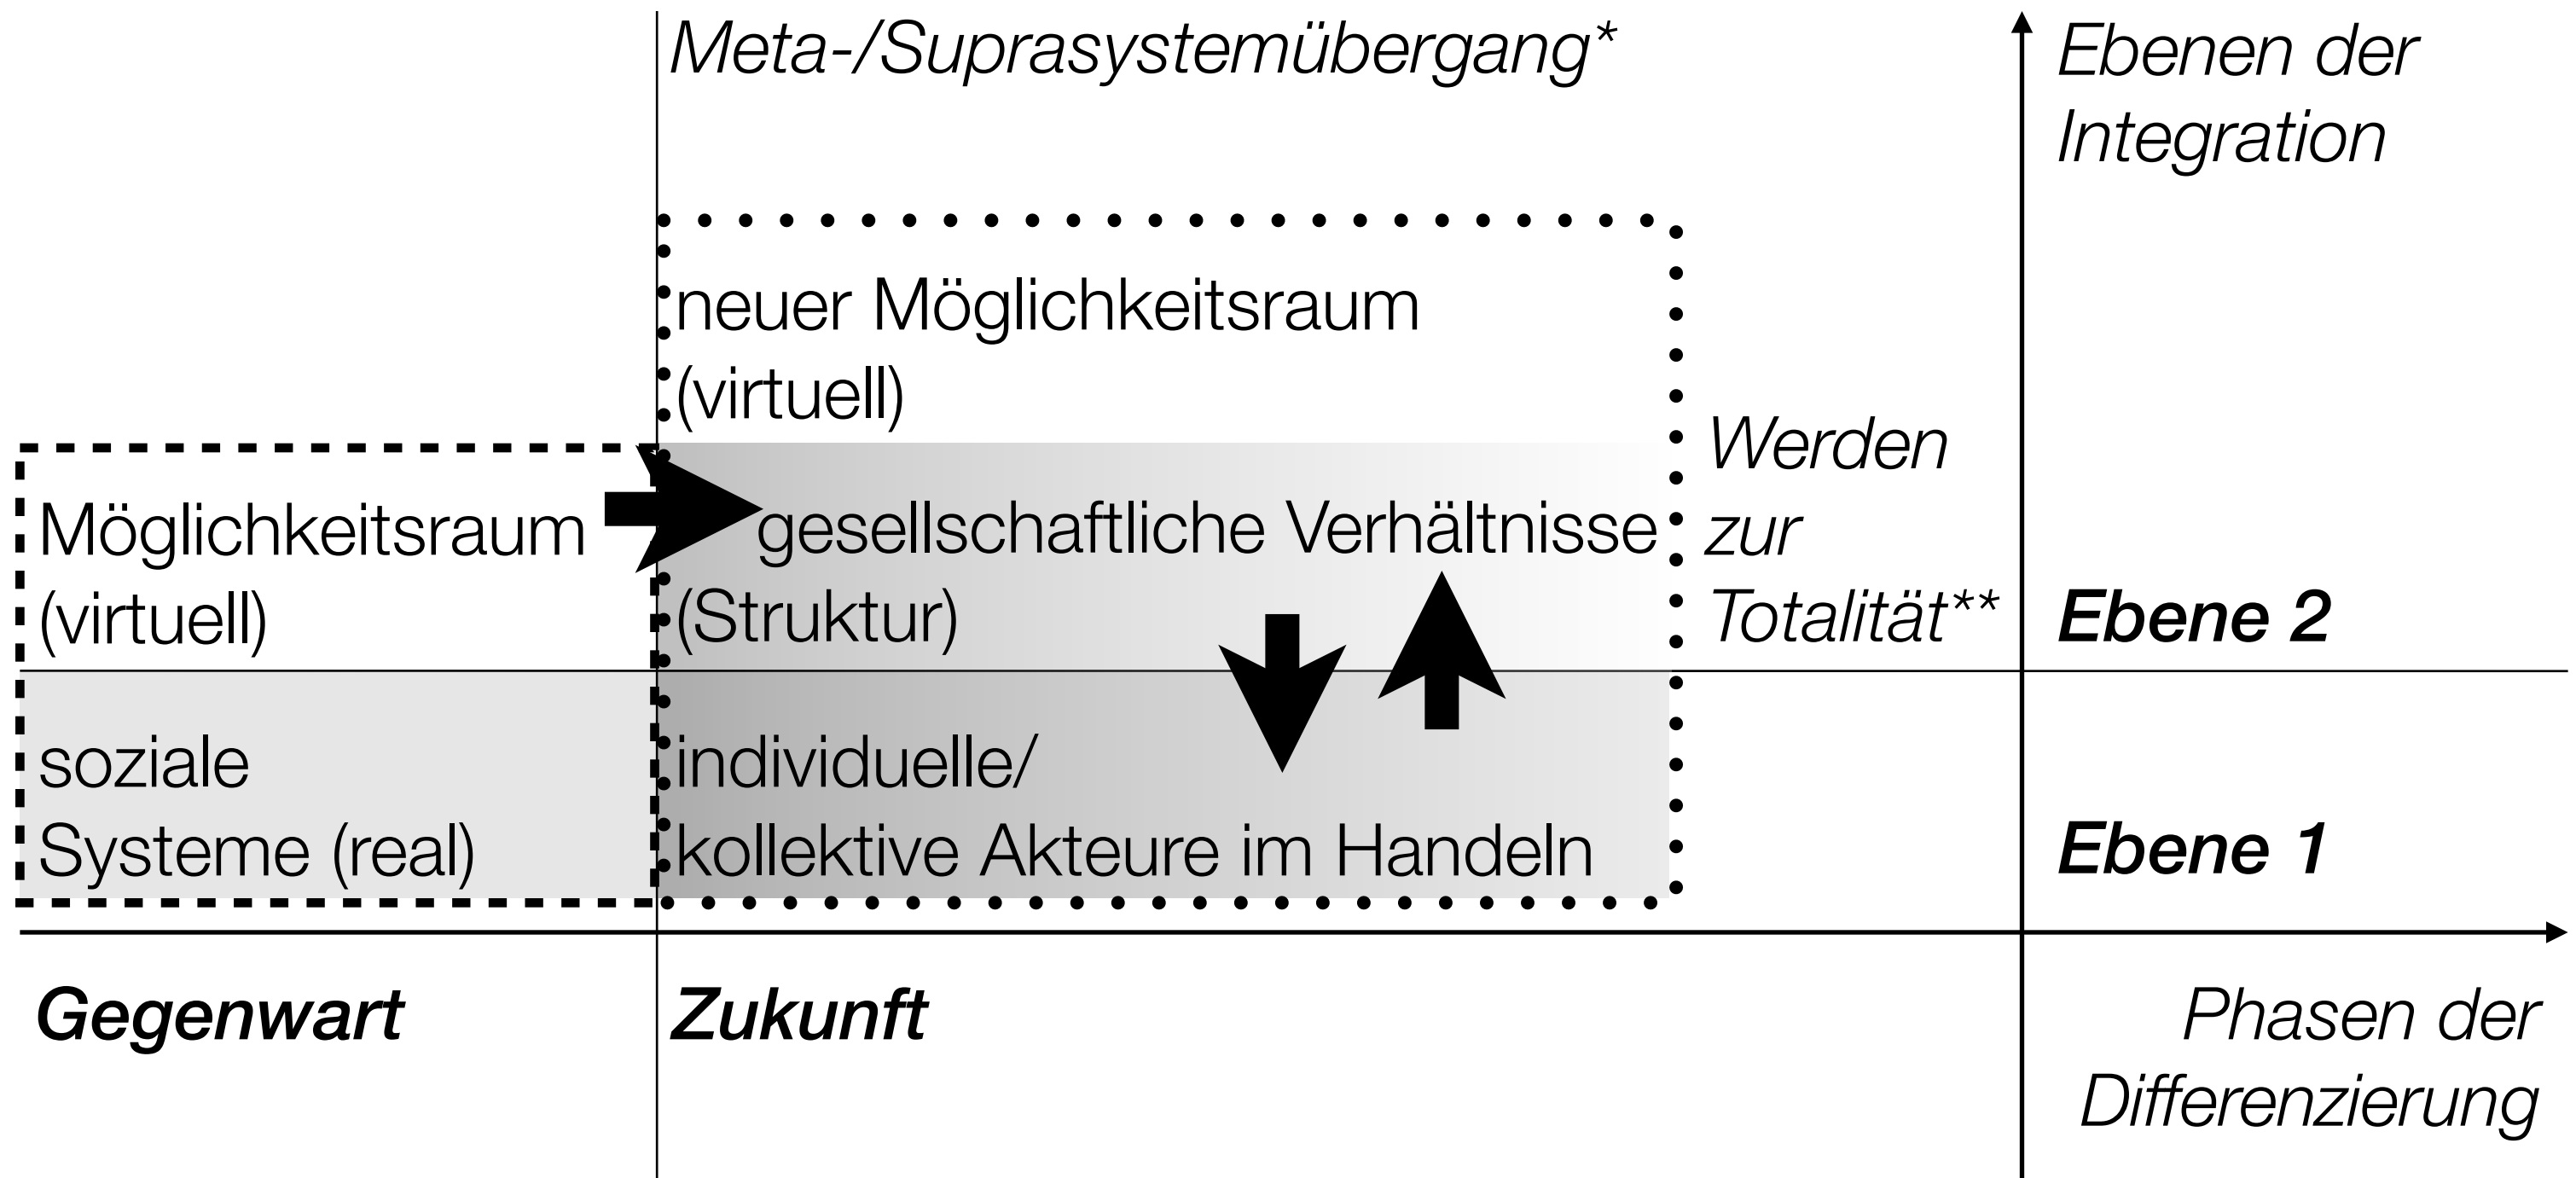 Meta-/Suprasystemübergang*
Ebenen der
Integration
neuer Möglichkeitsraum
(virtuell)
Möglichkeitsraum
(virtuell)
gesellschaftliche Verhältnisse
(Struktur)
Werden
zur
Totalität**
Ebene 2
soziale
Systeme (real)
individuelle/
kollektive Akteure im Handeln
Ebene 1
Gegenwart
Zukunft
Phasen der
Differenzierung